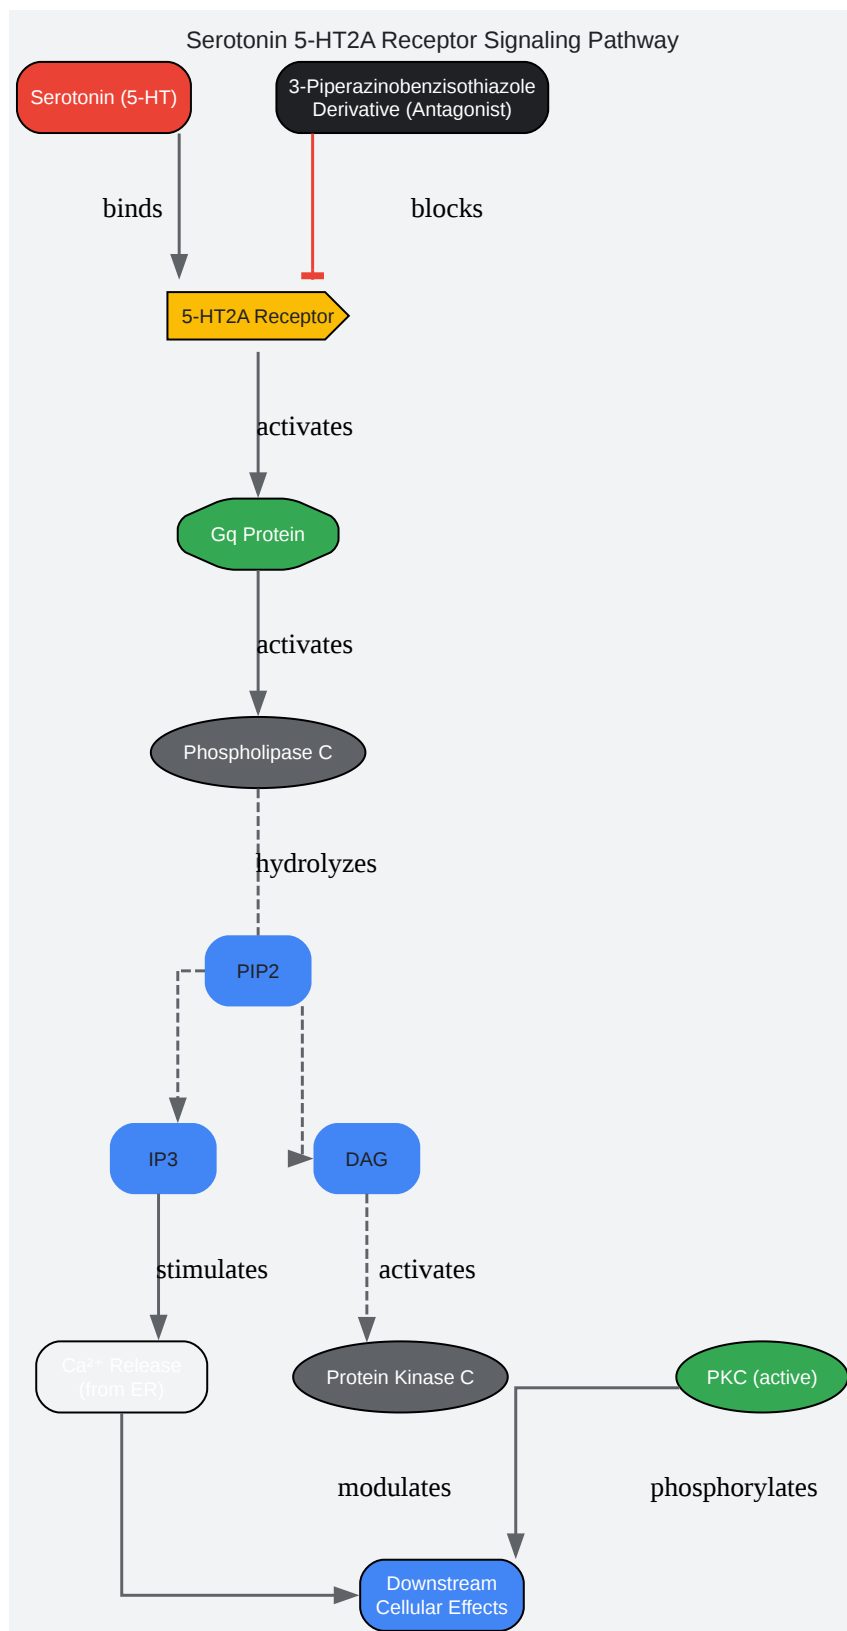 Serotonin 5-HT2A Receptor Signaling Pathway
Serotonin (5-HT)
3-Piperazinobenzisothiazole
Derivative (Antagonist)
binds
blocks
5-HT2A Receptor
activates
Gq Protein
activates
Phospholipase C
hydrolyzes
PIP2
IP3
DAG
stimulates
activates
Ca²⁺ Release
(from ER)
Protein Kinase C
PKC (active)
modulates
phosphorylates
Downstream
Cellular Effects